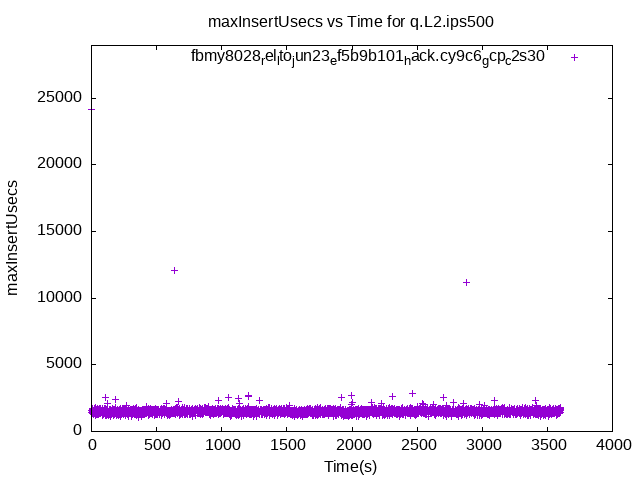 maxInsertUsecs vs Time for q.L2.ips500
fbmy8028relltojun23ef5b9b101hack.cy9c6gcpc2s30
25000
20000
15000
10000
5000
0
maxInsertUsecs
0 500 1000 1500 2000 2500 3000 3500 4000
Time(s)